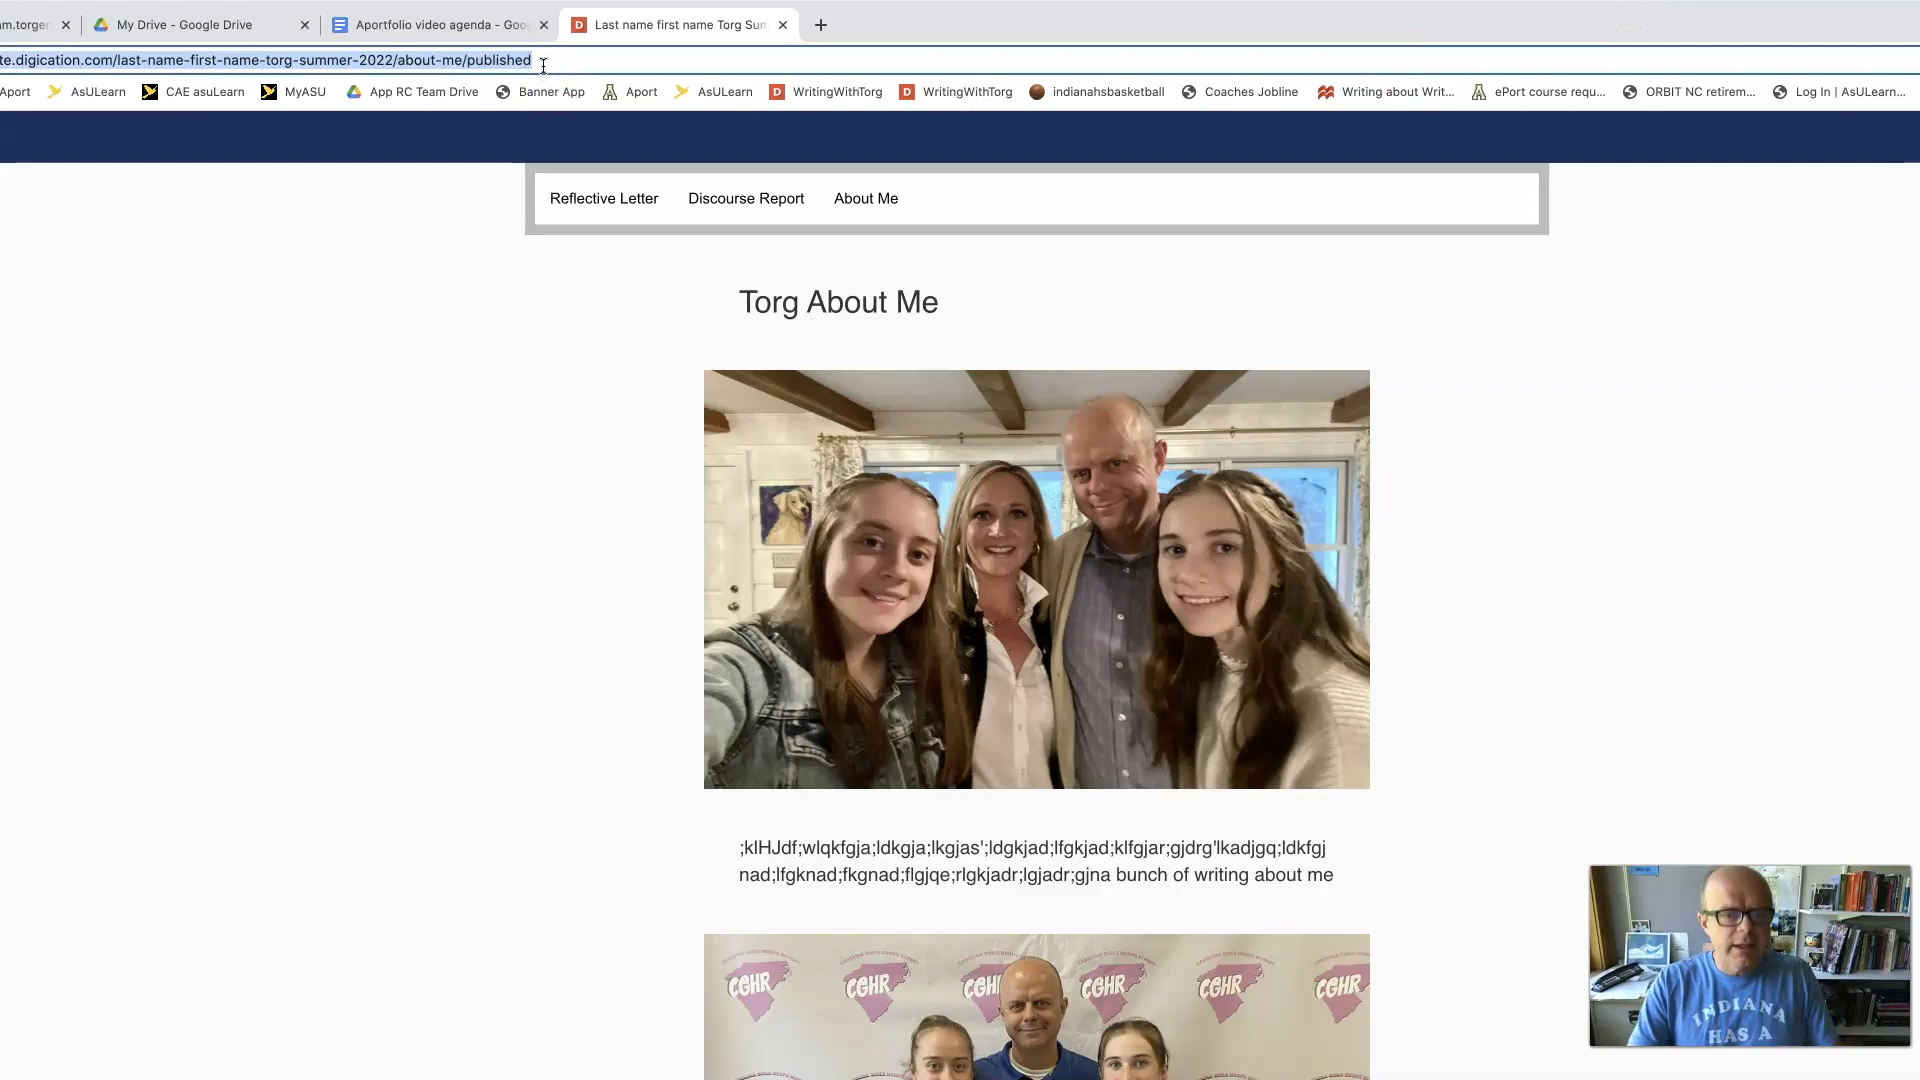 am.torger
My Drive - Google Drive
Aportfolio video agenda - Goo
Last name first name Torg Sum
te.digication.com/last-name-first-name-torg-summer-2022/about-me/published
Aport AsULearn CAE asuLearn MyASU App RC Team Drive Banner App Aport AsULearn WritingWithTorg WritingWithTorg indianahsbasketball Coaches Jobline Writing about Writ... ePort course requ... ORBIT NC retirem... Log In | AsULearn...
Reflective Letter Discourse Report About Me
Torg About Me
;klHJdf;wlqkfgja;ldkgja;lkgjas';ldgkjad;lfgkjad;klfgjar;gjdrg'lkadjgq;ldkfgj
nad;lfgknad;fkgnad;flgjqe;rlgkjadr;lgjadr;gjna bunch of writing about me
CGHR CGHR CGHR CGHR CGHR CGHR
INDIANA
HAS A